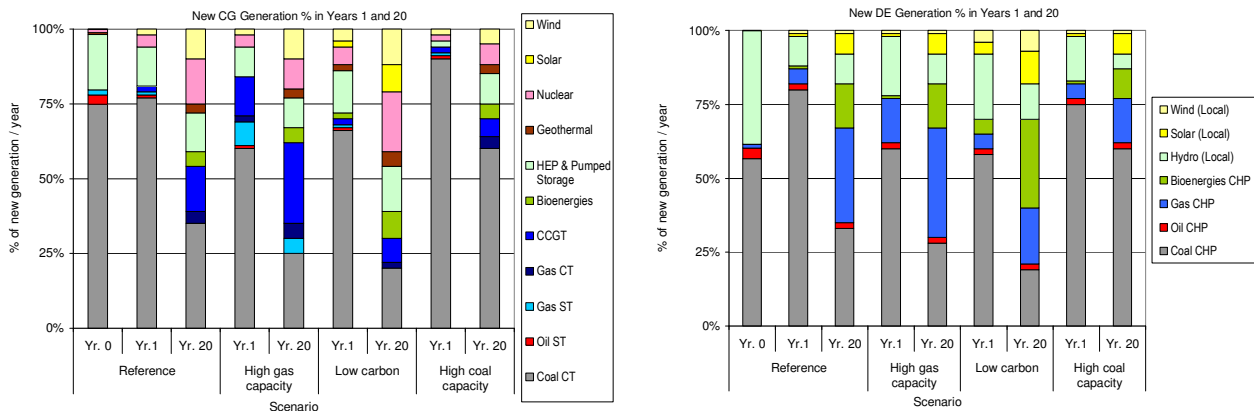 New CG Generation % in Years 1 and 20
% of new generation / year
100%
75%
50%
25%
0%
Yr. 0 Yr.1 Yr. 20 Yr.1 Yr. 20 Yr.1 Yr. 20 Yr.1 Yr. 20
Reference High gas capacity Low carbon High coal capacity
Scenario
Wind
Solar
Nuclear
Geothermal
HEP & Pumped
Storage
Bioenergies
CCGT
Gas CT
Gas ST
Oil ST
Coal CT
New DE Generation % in Years 1 and 20
% of new generation / year
100%
75%
50%
25%
0%
Yr. 0 Yr.1 Yr. 20 Yr.1 Yr. 20 Yr.1 Yr. 20 Yr.1 Yr. 20
Reference High gas capacity Low carbon High coal capacity
Scenario
Wind (Local)
Solar (Local)
Hydro (Local)
Bioenergies CHP
Gas CHP
Oil CHP
Coal CHP